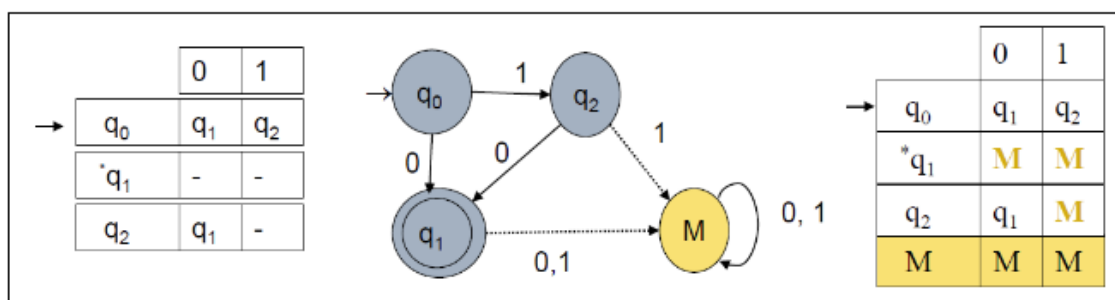 0 1
→ q0 q1 q2
*q1 - -
q2 q1 -
q0 1 q2
0 0 1
q1 0,1 M 0, 1
0 1
→ q0 q1 q2
*q1 M M
q2 q1 M
M M M